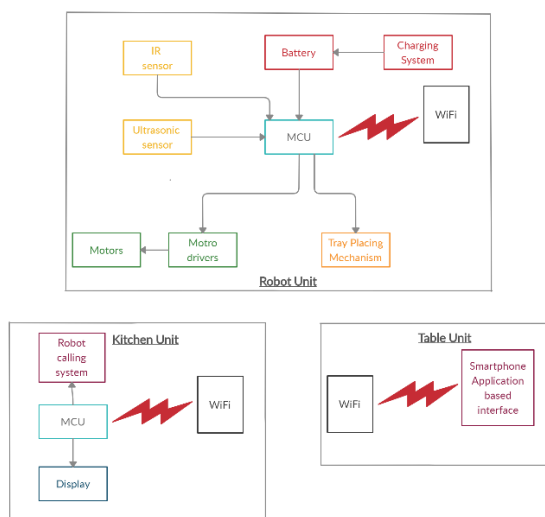 IR
sensor
Battery
Charging
System
Ultrasonic
sensor
MCU
WiFi
Motors
Motro
drivers
Tray Placing
Mechanism
Robot Unit
Kitchen Unit
Robot
calling
system
MCU
WiFi
Display
Table Unit
WiFi
Smartphone
Application
based
interface